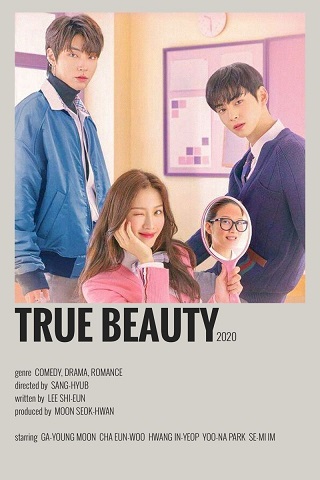 TRUE BEAUTY 2020
genre COMEDY, DRAMA, ROMANCE
directed by SANG-HYUB
written by LEE SHI-EUN
produced by MOON SEOK-HWAN
starring GA-YOUNG MOON CHA EUN-WOO HWANG IN-YEOP YOO-NA PARK SE-MI IM